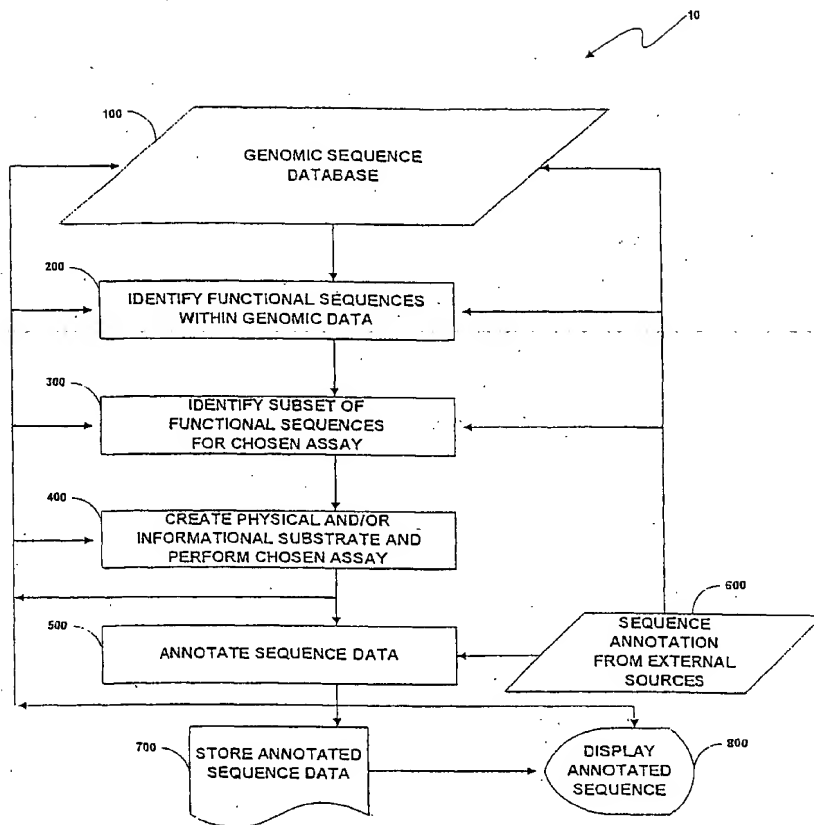 10
100
GENOMIC SEQUENCE
DATABASE
200
IDENTIFY FUNCTIONAL SEQUENCES
WITHIN GENOMIC DATA
300
IDENTIFY SUBSET OF
FUNCTIONAL SEQUENCES
FOR CHOSEN ASSAY
400
CREATE PHYSICAL AND/OR
INFORMATIONAL SUBSTRATE AND
PERFORM CHOSEN ASSAY
500
ANNOTATE SEQUENCE DATA
600
SEQUENCE
ANNOTATION
FROM EXTERNAL
SOURCES
700
STORE ANNOTATED
SEQUENCE DATA
800
DISPLAY
ANNOTATED
SEQUENCE